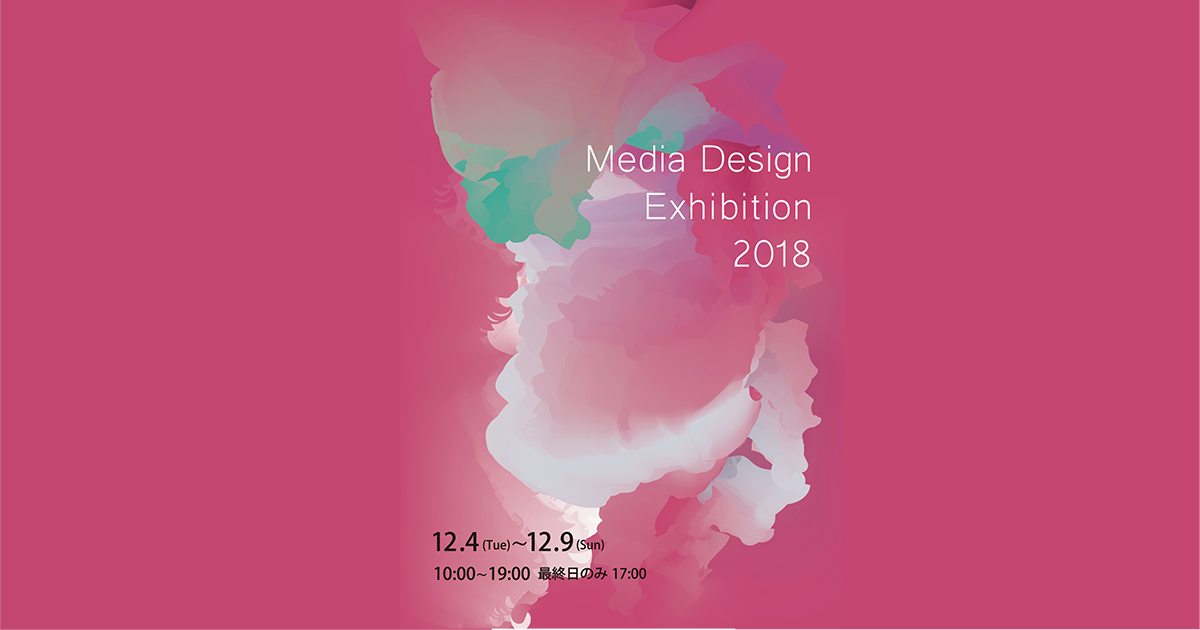 Media Design
Exhibition
2018
12.4 (Tue)～12.9 (Sun)
10:00~19:00 最終日のみ 17:00